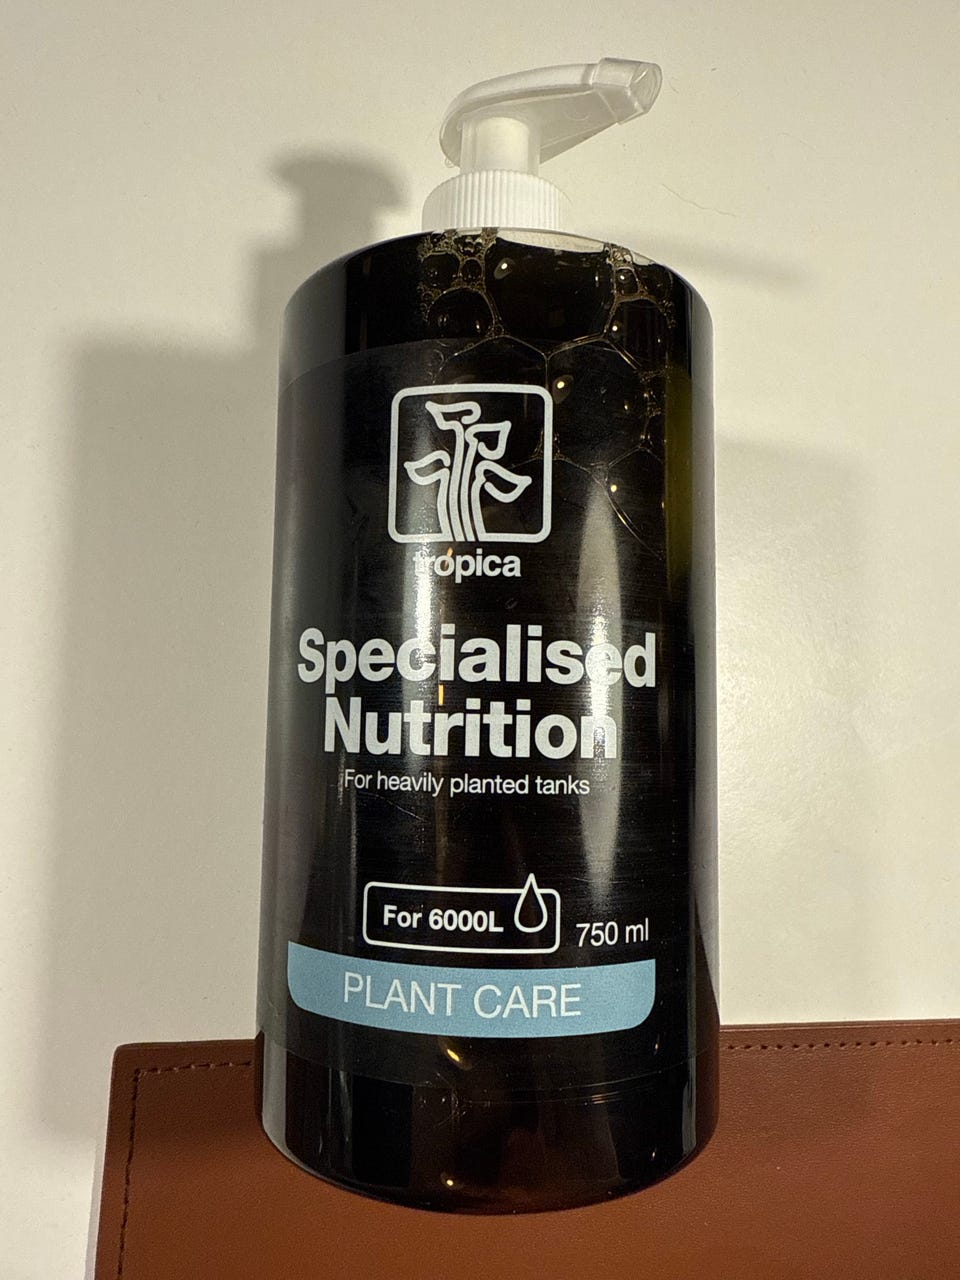 tropica
Specialised
Nutrition
For heavily planted tanks
For 6000L
750 ml
PLANT CARE